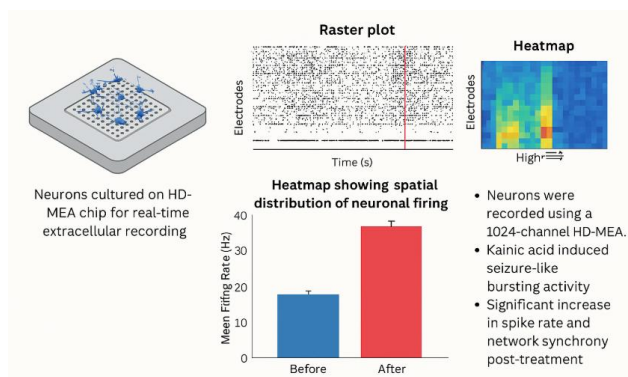 Neurons cultured on HD-
MEA chip for real-time
extracellular recording
Raster plot
Electrodes
Time (s)
Heatmap
Electrodes
High
Heatmap showing spatial
distribution of neuronal firing
Meen Fifng Rate (Hz)
40
30
20
10
0
Before
After
• Neurons were
recorded using a
1024-channel HD-MEA.
• Kainic acid induced
seizure-like
bursting activity
• Significant increase
in spike rate and
network synchrony
post-treatment